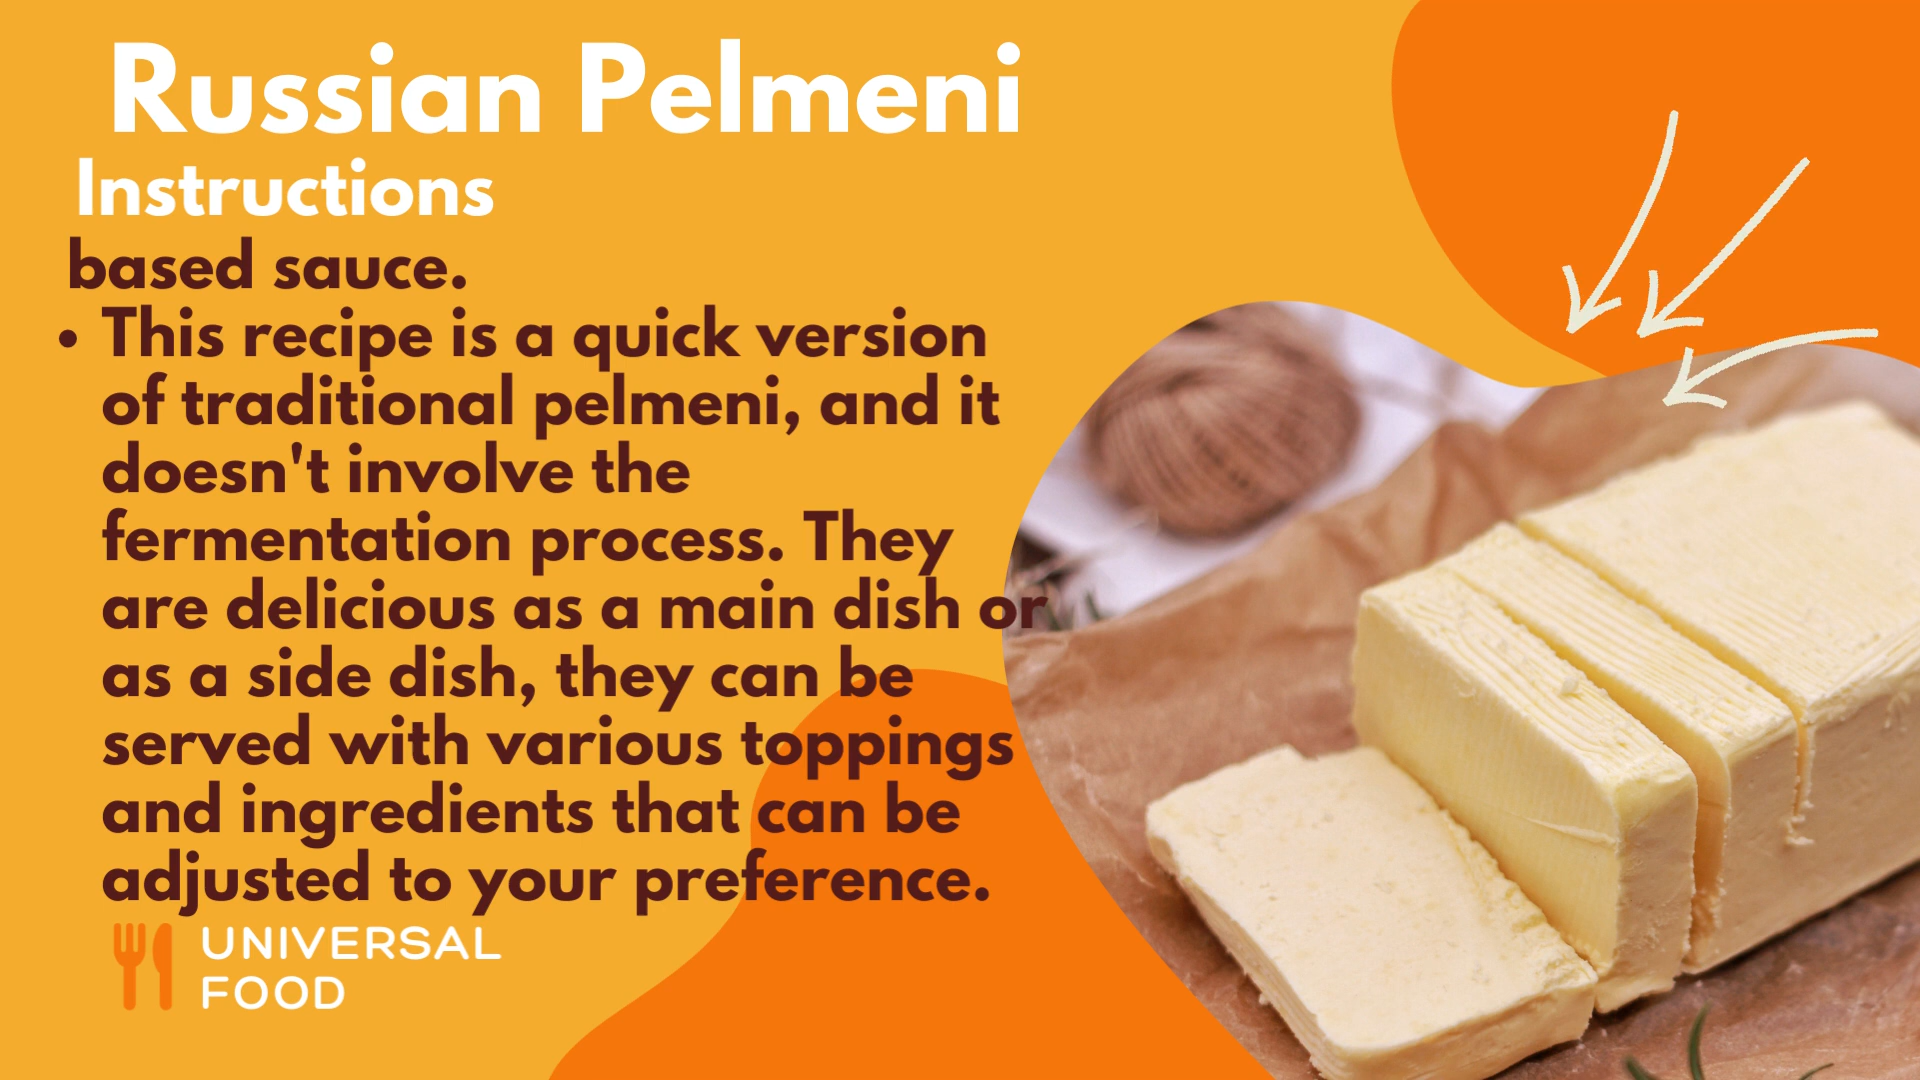 Russian Pelmeni
Instructions
based sauce.
• This recipe is a quick version
of traditional pelmeni, and it
doesn't involve the
fermentation process. They
are delicious as a main dish or
as a side dish, they can be
served with various toppings
and ingredients that can be
adjusted to your preference.
UNIVERSAL
FOOD